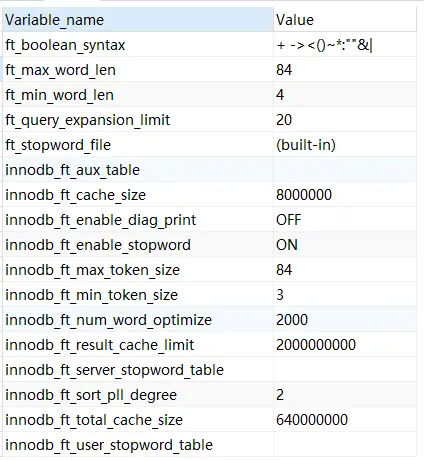 Variable_name Value
ft_boolean_syntax + -><()~*:""&|
ft_max_word_len 84
ft_min_word_len 4
ft_query_expansion_limit 20
ft_stopword_file (built-in)
innodb_ft_aux_table
innodb_ft_cache_size 8000000
innodb_ft_enable_diag_print OFF
innodb_ft_enable_stopword ON
innodb_ft_max_token_size 84
innodb_ft_min_token_size 3
innodb_ft_num_word_optimize 2000
innodb_ft_result_cache_limit 2000000000
innodb_ft_server_stopword_table
innodb_ft_sort_pll_degree 2
innodb_ft_total_cache_size 640000000
innodb_ft_user_stopword_table